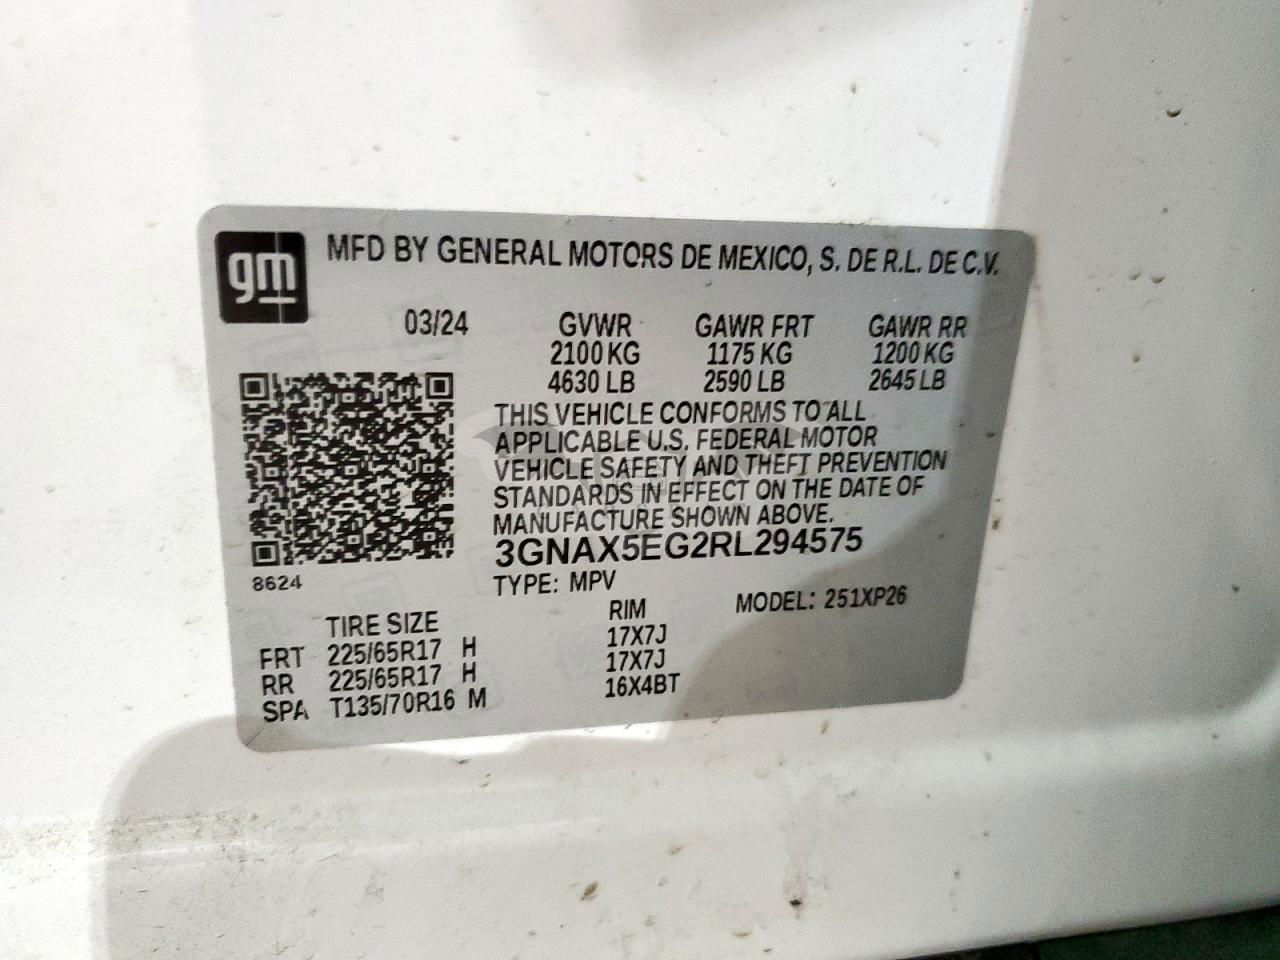 gm
MFD BY GENERAL MOTORS DE MEXICO, S. DE R.L. DE C.V.
03/24 GVWR GAWR FRT GAWR RR
2100 KG 1175 KG 1200 KG
4630 LB 2590 LB 2645 LB
THIS VEHICLE CONFORMS TO ALL
APPLICABLE U.S. FEDERAL MOTOR
VEHICLE SAFETY AND THEFT PREVENTION
STANDARDS IN EFFECT ON THE DATE OF
MANUFACTURE SHOWN ABOVE.
3GNAX5EG2RL294575
8624
TYPE: MPV MODEL: 251XP26
TIRE SIZE RIM
FRT 225/65R17 H 17X7J
RR 225/65R17 H 17X7J
SPA T135/70R16 M 16X4BT